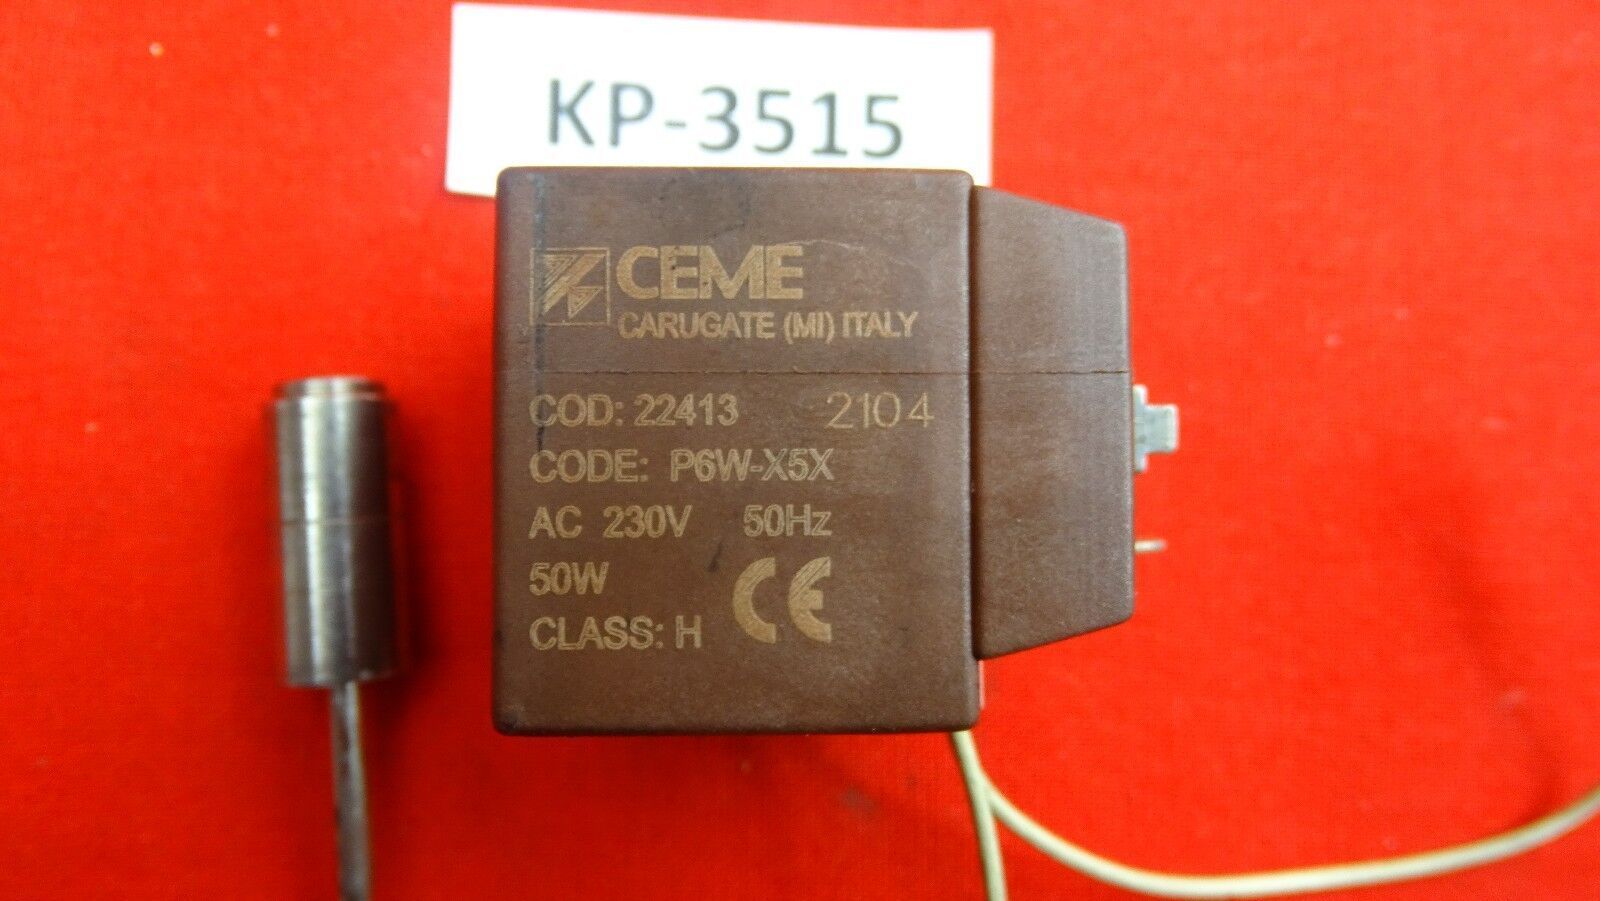 KP-3515
CEME
CARUGATE (MI) ITALY
COD: 22413 2104
CODE: P6W-X5X
AC 230V 50Hz
50W
CLASS: H CE